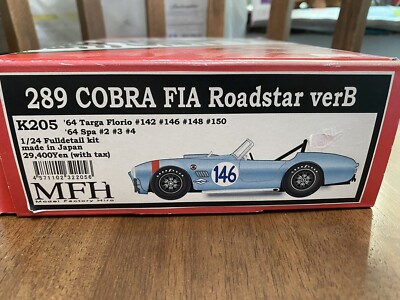 289 COBRA FIA Roadstar verB
K205 '64 Targa Florio #142 #146 #148 #150
'64 Spa #2 #3 #4
1/24 Fulldetail kit
made in Japan
29,400Yen (with tax)
4571102322056
MFH
Model Factory Hiro
146